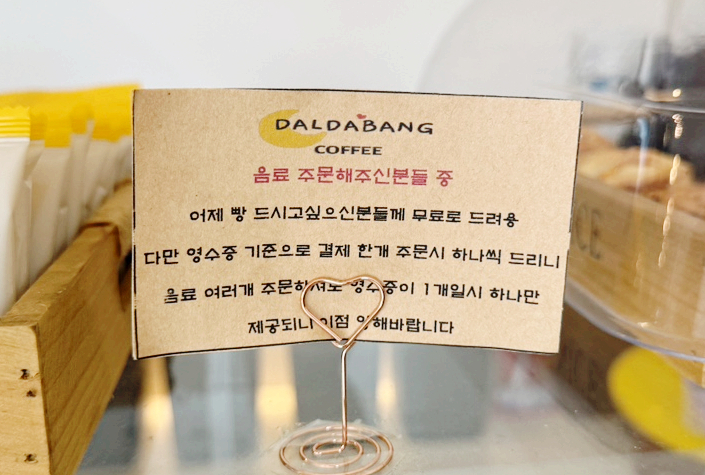 DALDABANG
COFFEE
음료 주문해주신분들 중
어제 빵 드시고싶으신분들께 무료로 드려용
다만 영수증 기준으로 결제 한개 주문시 하나씩 드리니
음료 여러개 주문하셔도 영수증이 1개일시 하나만
제공되니 이점 양해바랍니다